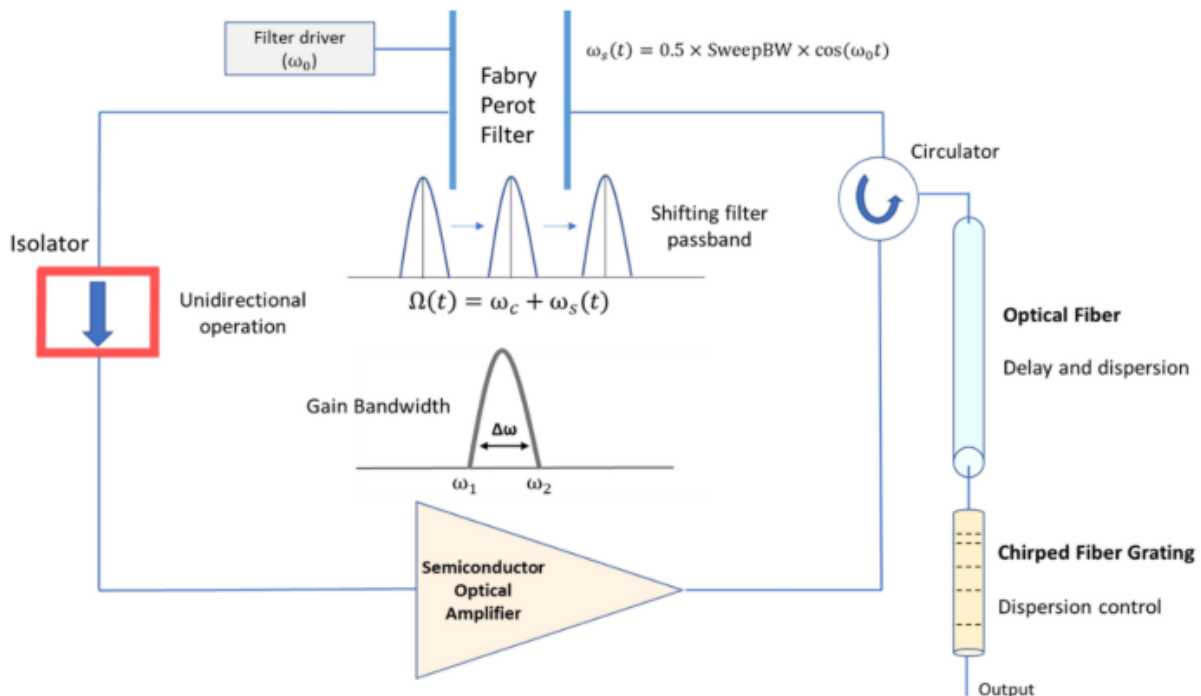 Filter driver
(ω₀)
ωₛ(t) = 0.5 × SweepBW × cos(ω₀t)
Fabry
Perot
Filter
Circulator
Shifting filter
passband
Isolator
Unidirectional
operation
Ω(t) = ω_c + ωₛ(t)
Optical Fiber
Delay and dispersion
Gain Bandwidth
Δω
ω₁
ω₂
Semiconductor
Optical
Amplifier
Chirped Fiber Grating
Dispersion control
Output